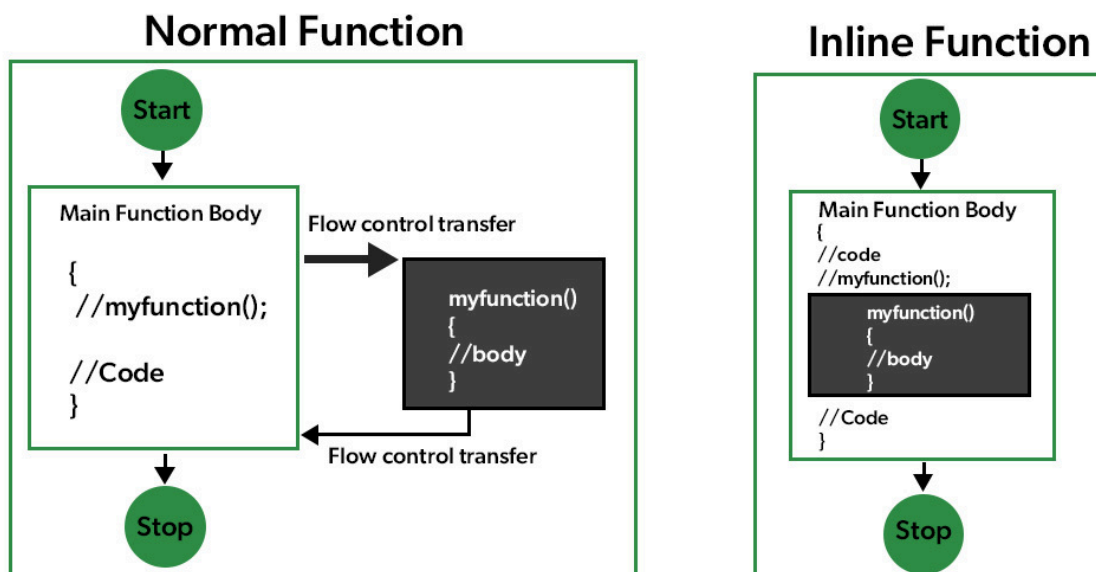 Normal Function
Start
Main Function Body
{
//myfunction();
//Code
}
Flow control transfer
myfunction()
{
//body
}
Flow control transfer
Stop
Inline Function
Start
Main Function Body
{
//code
//myfunction();
myfunction()
{
//body
}
//Code
}
Stop